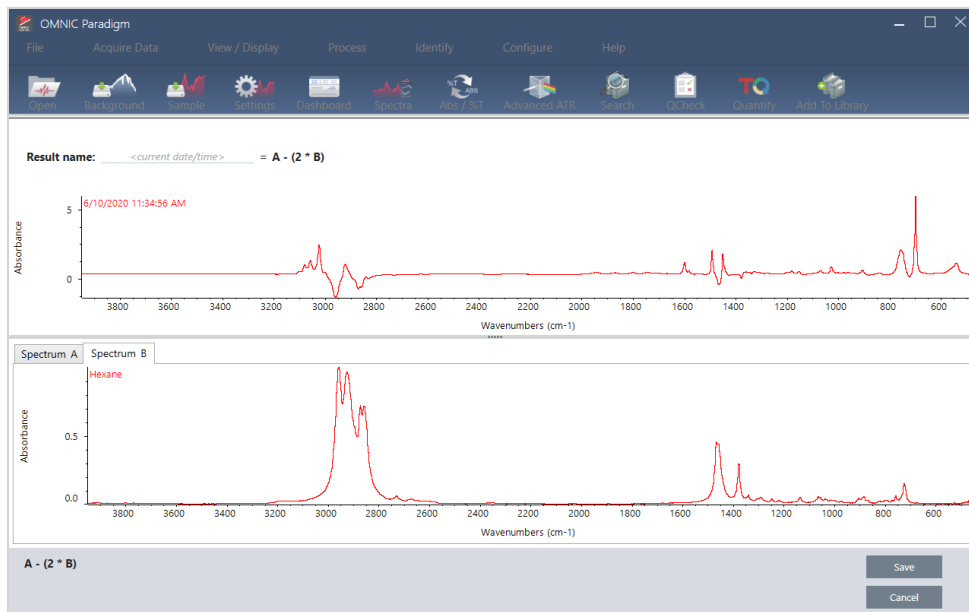 OMNIC Paradigm
File Acquire Data View / Display Process Identify Configure Help
Open Background Sample Settings Dashboard Spectra Abs / %T Advanced ATR Search QCheck Quantify Add To Library
%T ABS TQ
Result name: <current date/time> = A - (2 * B)
6/10/2020 11:34:56 AM
Absorbance
5
0
3800 3600 3400 3200 3000 2800 2600 2400 2200 2000 1800 1600 1400 1200 1000 800 600
Wavenumbers (cm-1)
Spectrum A Spectrum B
Hexane
Absorbance
0.5
0.0
3800 3600 3400 3200 3000 2800 2600 2400 2200 2000 1800 1600 1400 1200 1000 800 600
Wavenumbers (cm-1)
A - (2 * B)
Save
Cancel